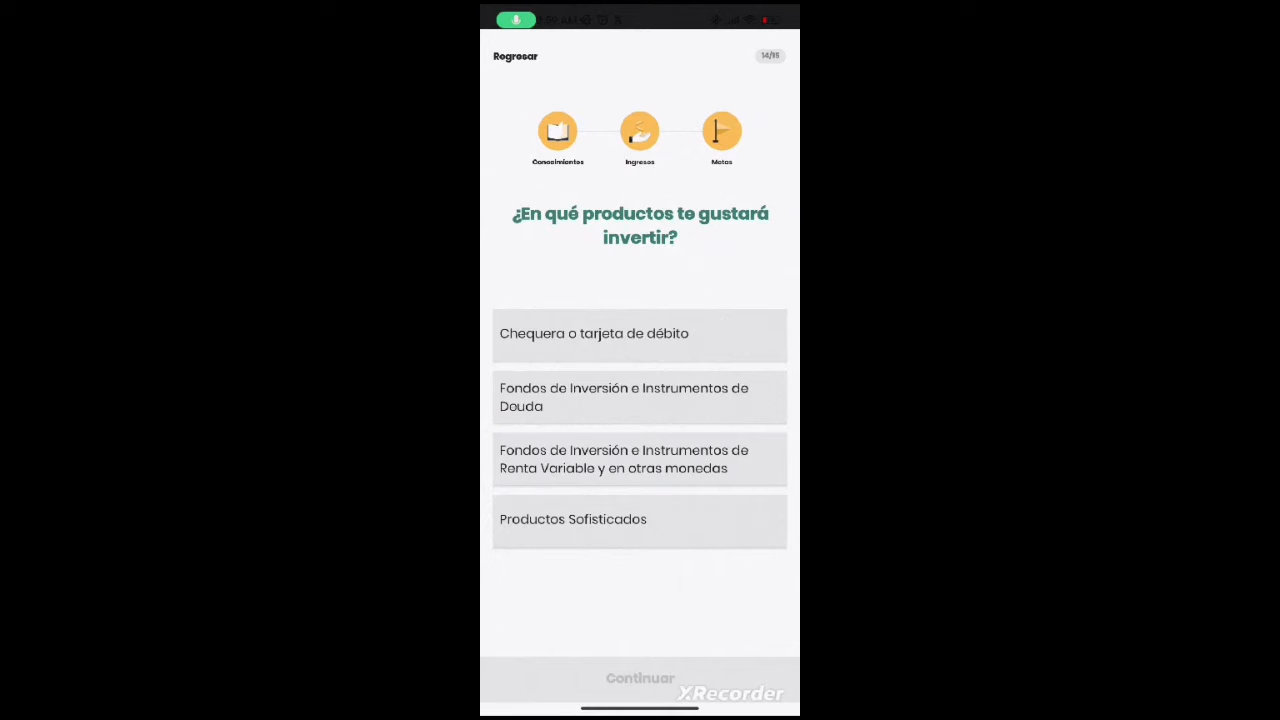 Regresar
14/15
Conocimientos
Ingresos
Metas
¿En qué productos te gustará
invertir?
Chequera o tarjeta de débito
Fondos de Inversión e Instrumentos de
Deuda
Fondos de Inversión e Instrumentos de
Renta Variable y en otras monedas
Productos Sofisticados
Continuar
XRecorder